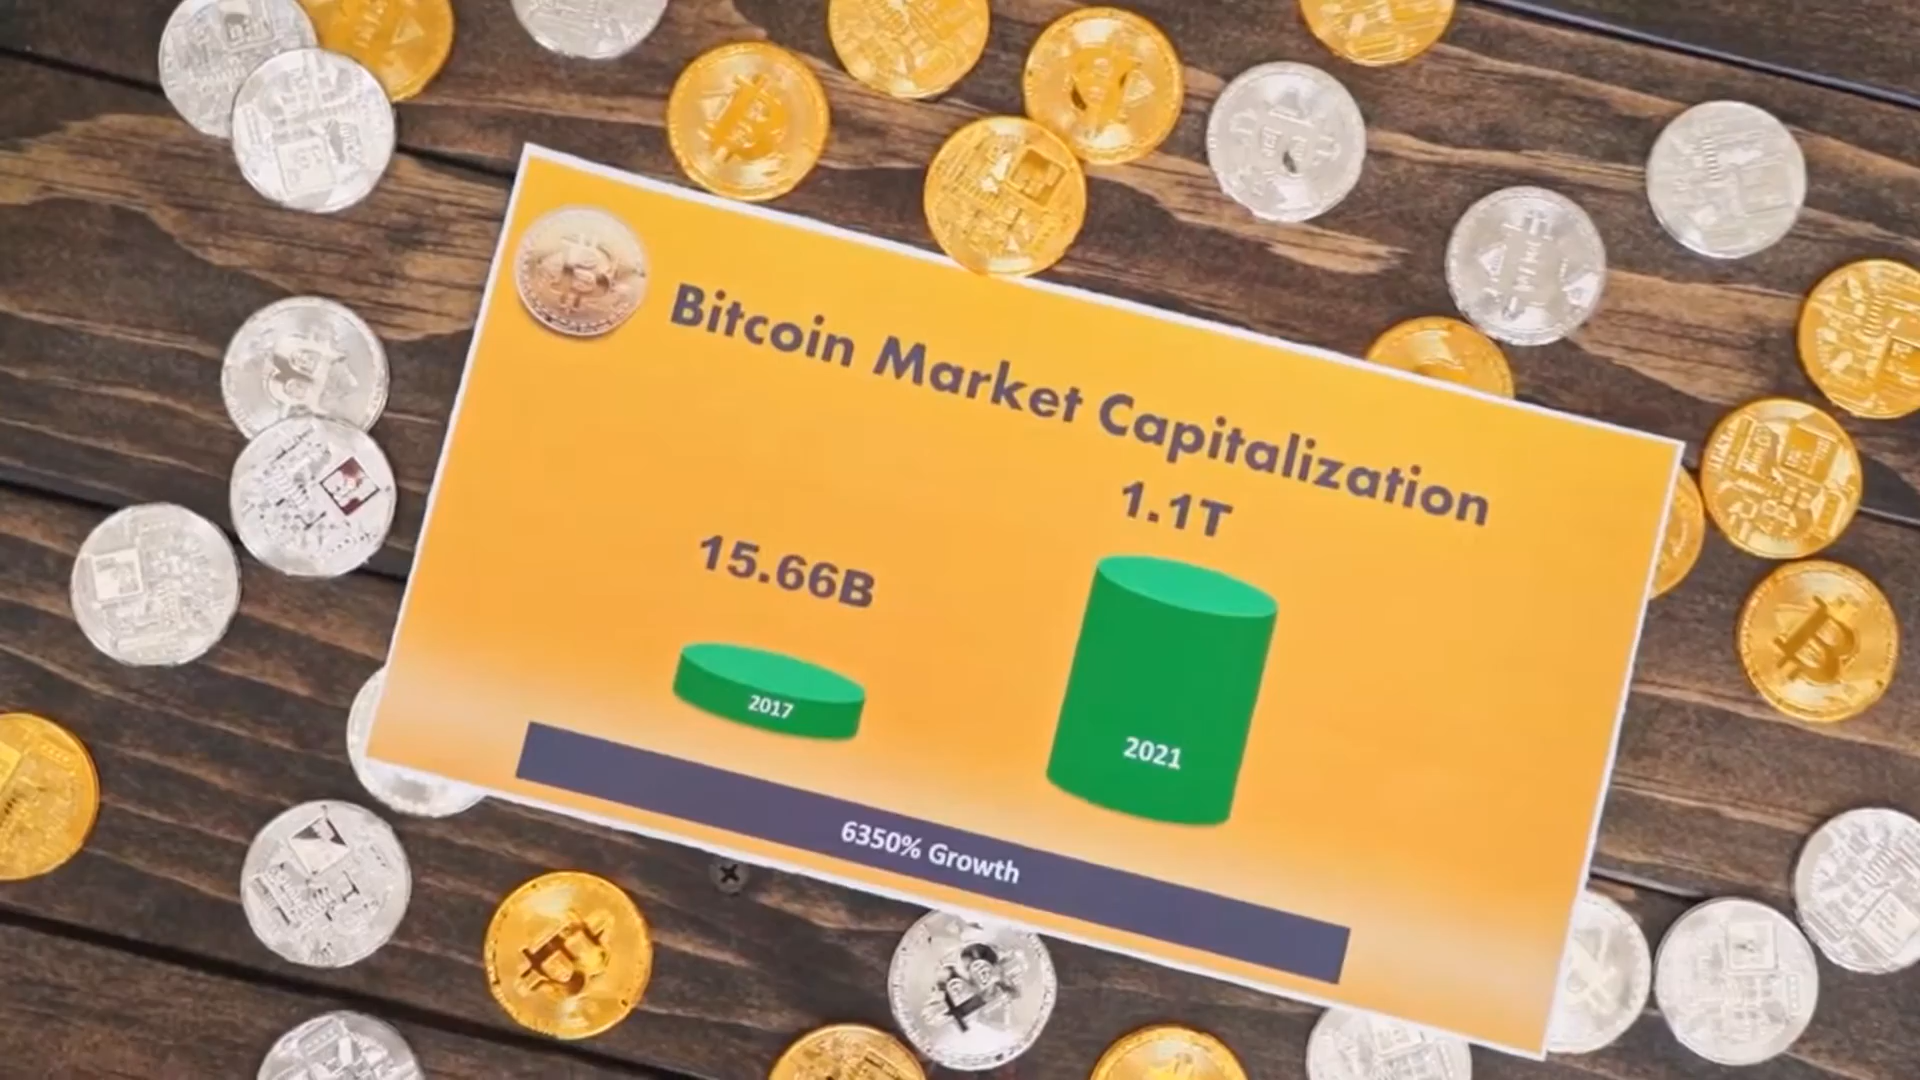 Bitcoin Market Capitalization
15.66B
1.1T
2017
2021
6350% Growth